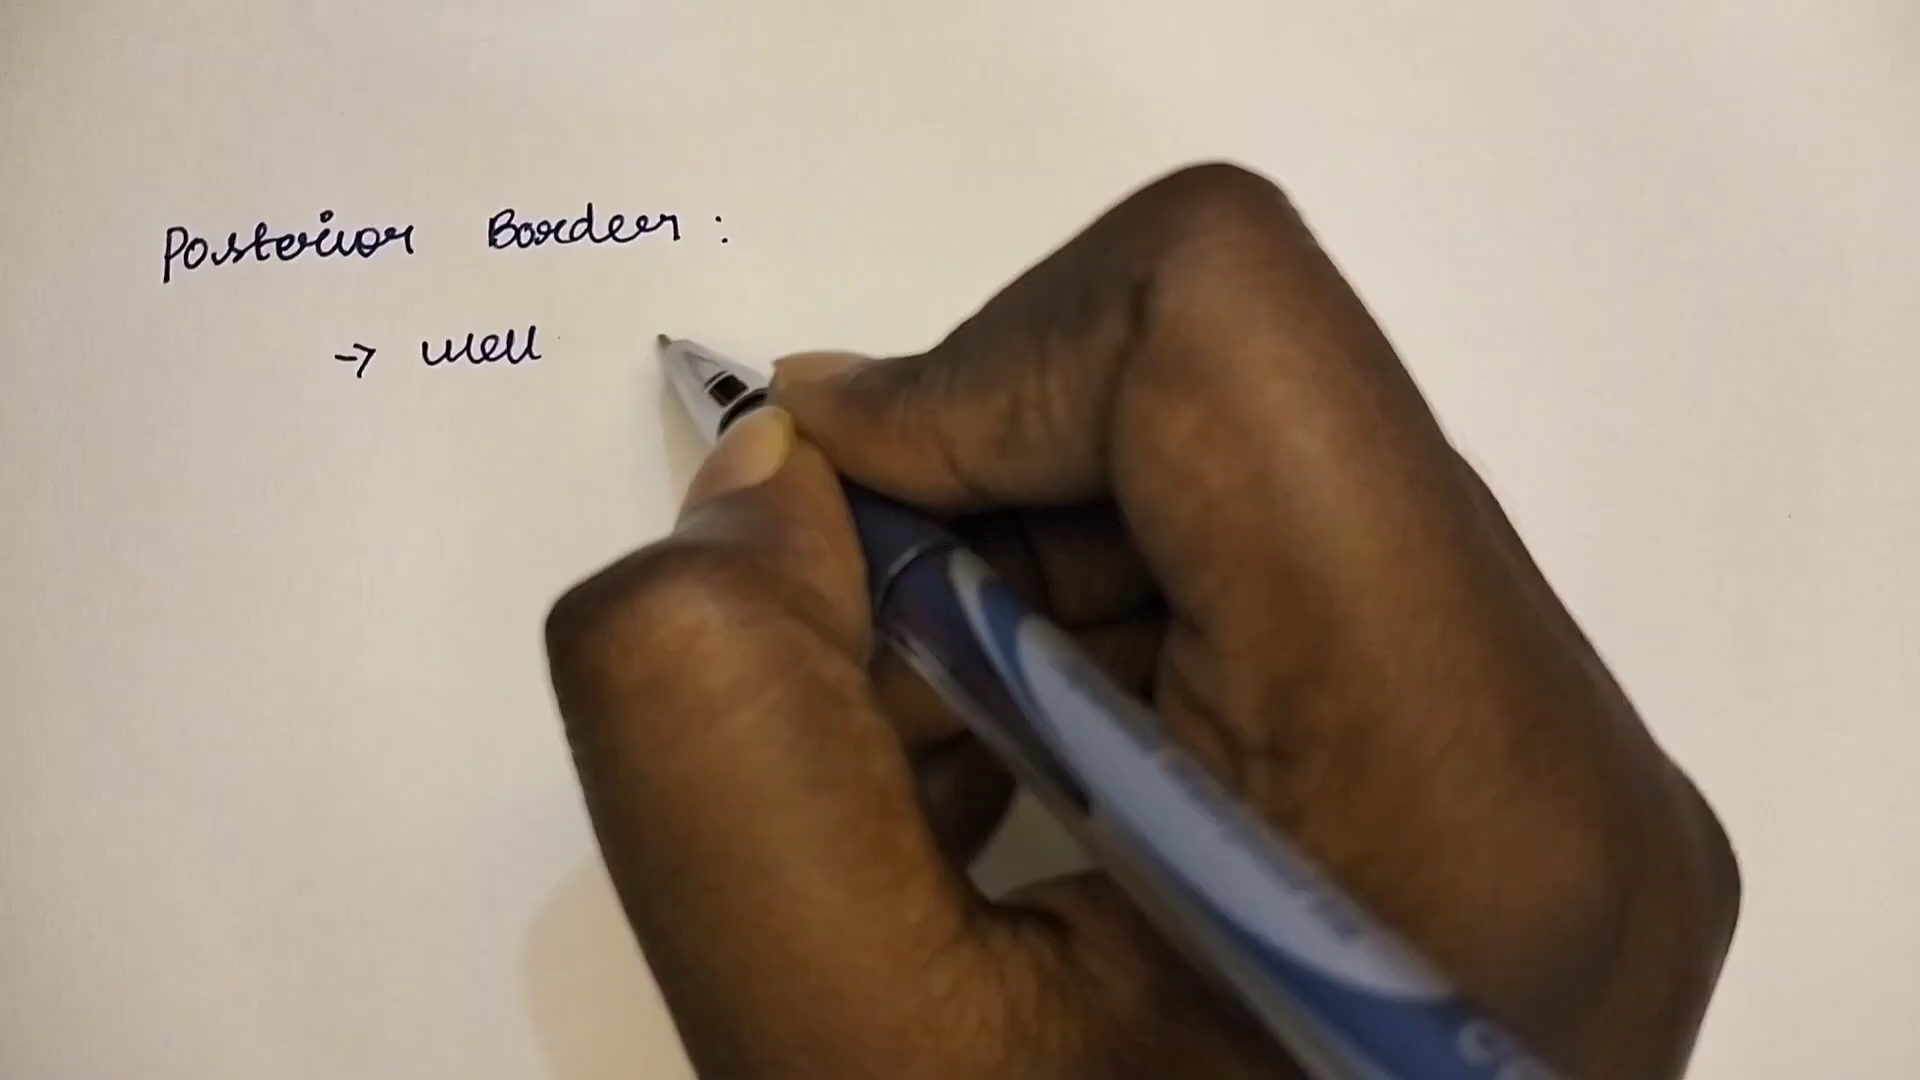 Posterior Border :
→ well